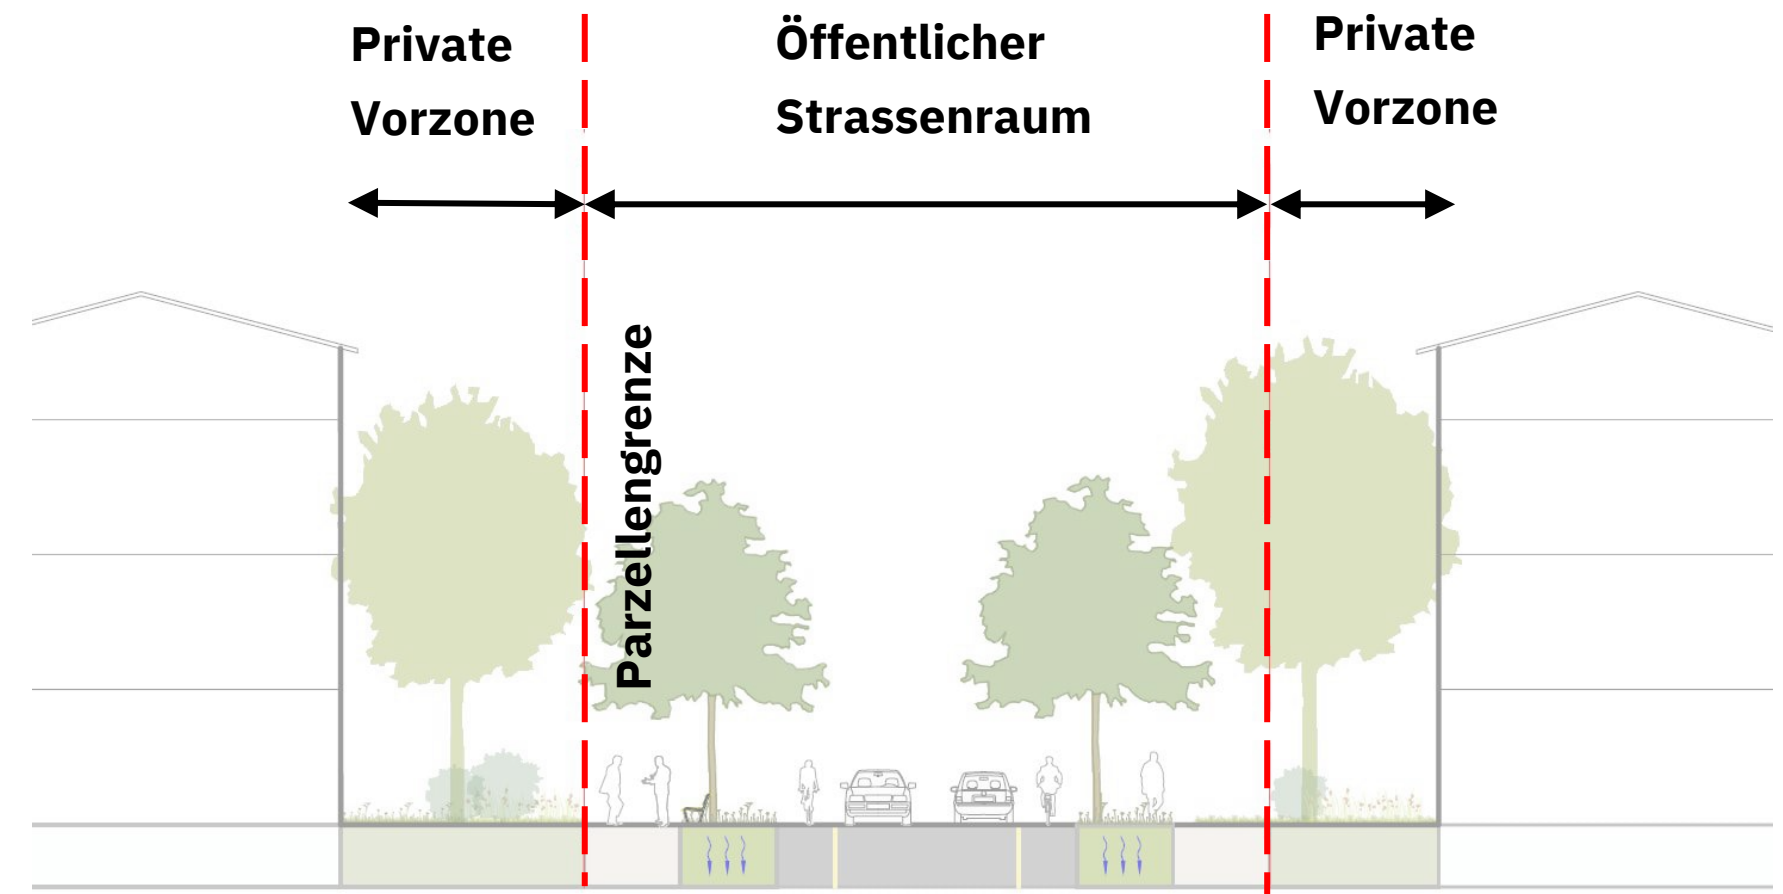 Private
Vorzone
Öffentlicher
Strassenraum
Private
Vorzone
Parzellengrenze